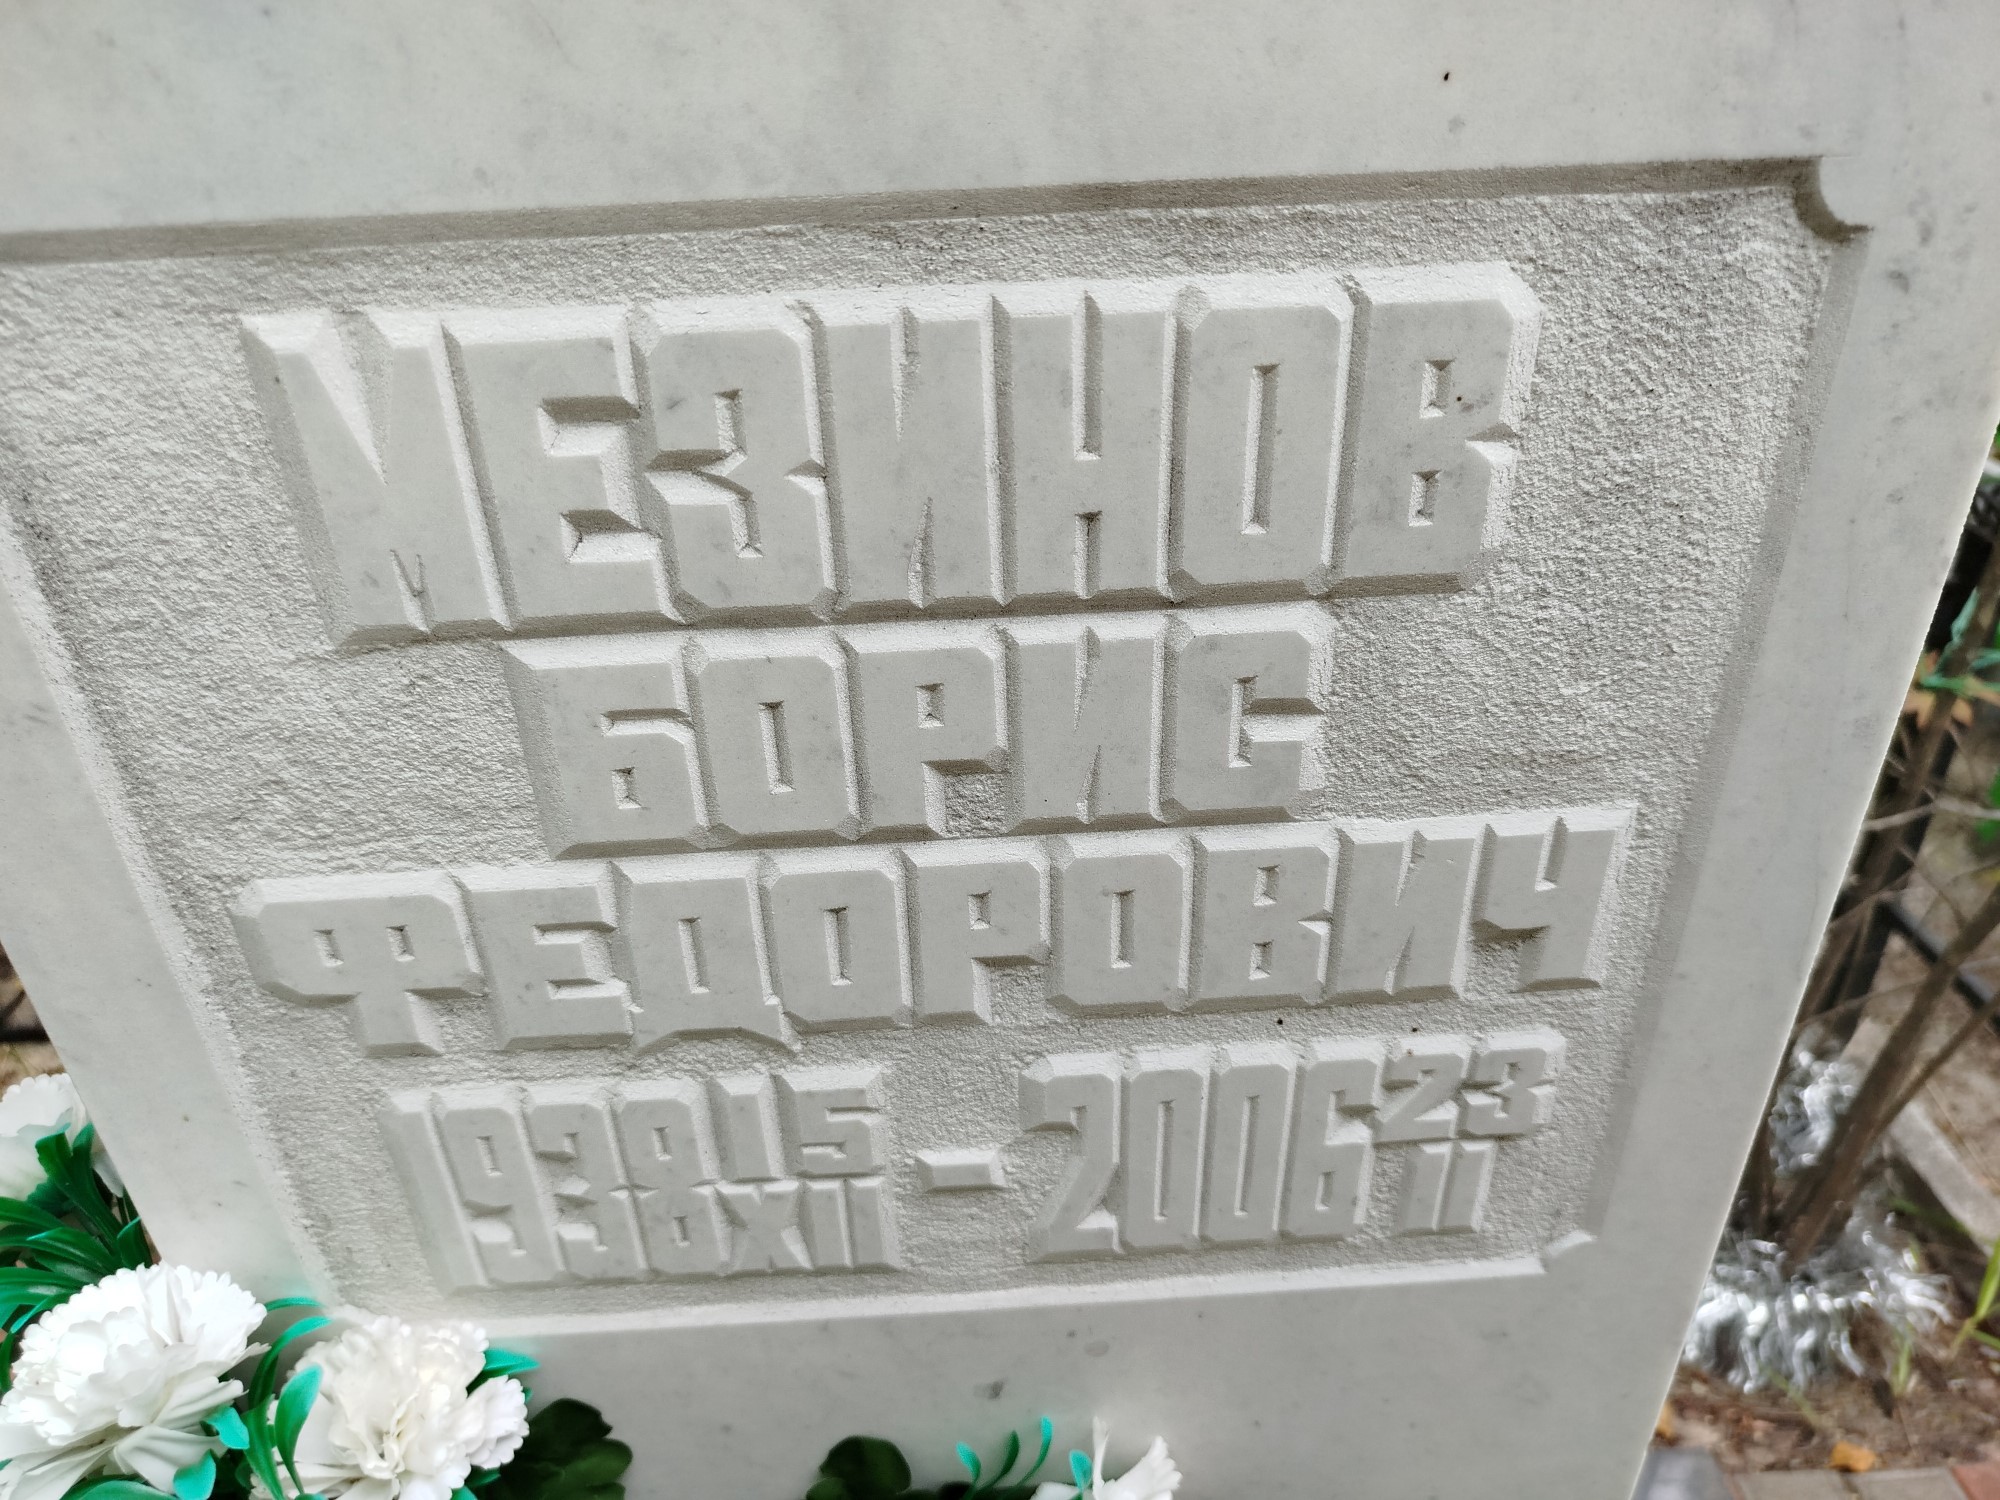 МЕЗИНОВ
БОРИС
ФЕДОРОВИЧ
1938 15 XII – 2006 23 II